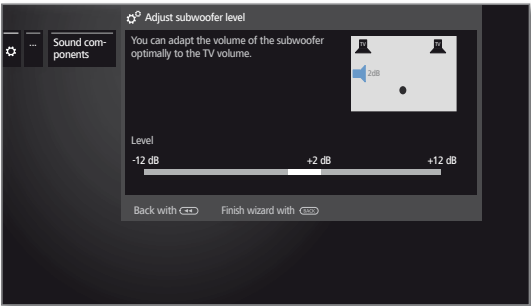 Adjust subwoofer level
...
Sound com-
ponents
You can adapt the volume of the subwoofer
optimally to the TV volume.
TV
TV
2dB
Level
-12 dB
+2 dB
+12 dB
Back with
Finish wizard with BACK